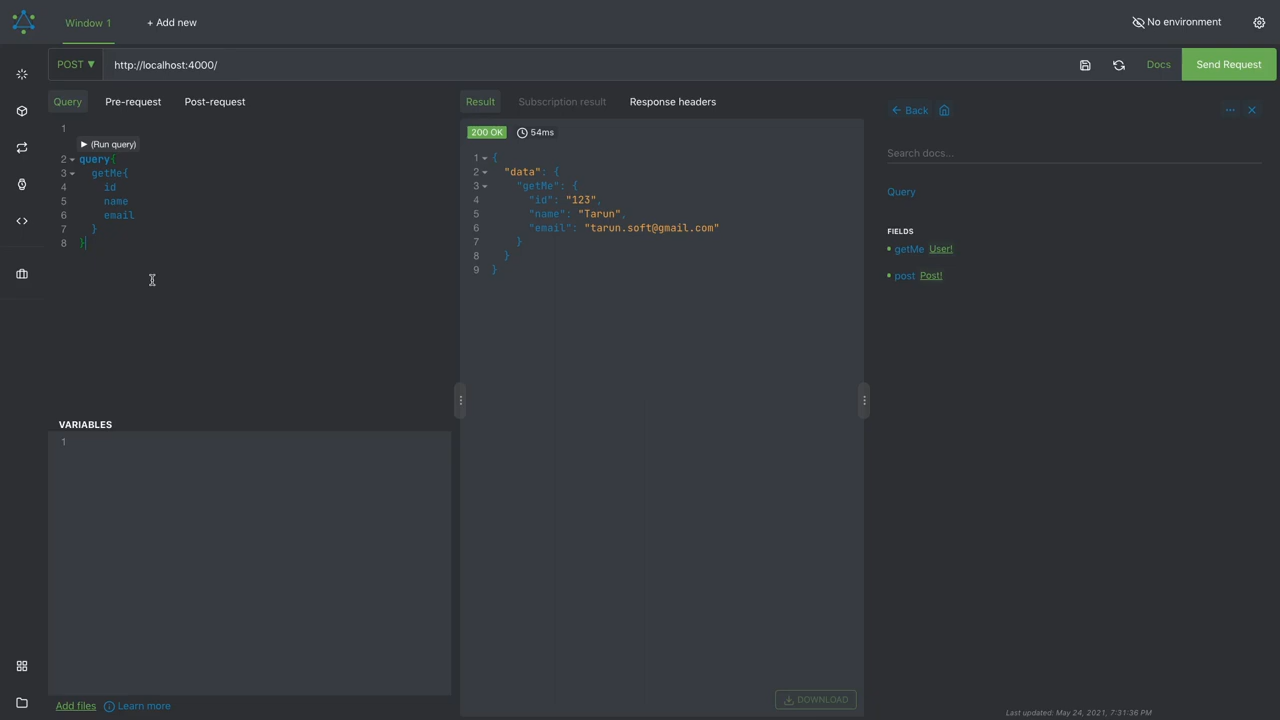 Window 1
+ Add new
No environment
POST ▼
http://localhost:4000/
Docs
Send Request
Query
Pre-request
Post-request
1
▶ (Run query)
2 query{
3 getMe{
4 id
5 name
6 email
7 }
8 }
VARIABLES
1
Add files
Learn more
Result
Subscription result
Response headers
200 OK
54ms
1 {
2 "data": {
3 "getMe": {
4 "id": "123",
5 "name": "Tarun",
6 "email": "tarun.soft@gmail.com"
7 }
8 }
9 }
DOWNLOAD
Back
Search docs...
Query
FIELDS
getMe User!
post Post!
Last updated: May 24, 2021, 7:31:36 PM